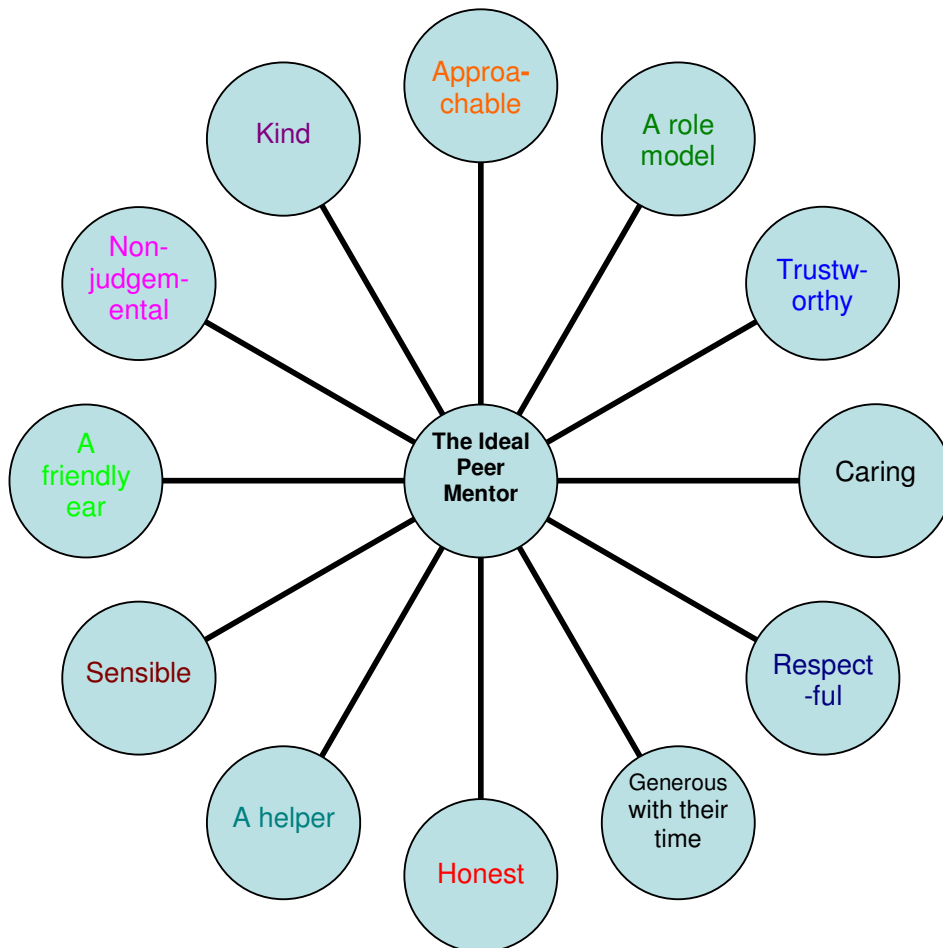 Approa-
chable
A role
model
Trustw-
orthy
Caring
Respect
-ful
Generous
with their
time
Honest
A helper
Sensible
A
friendly
ear
Non-
judgem-
ental
Kind
The Ideal
Peer
Mentor